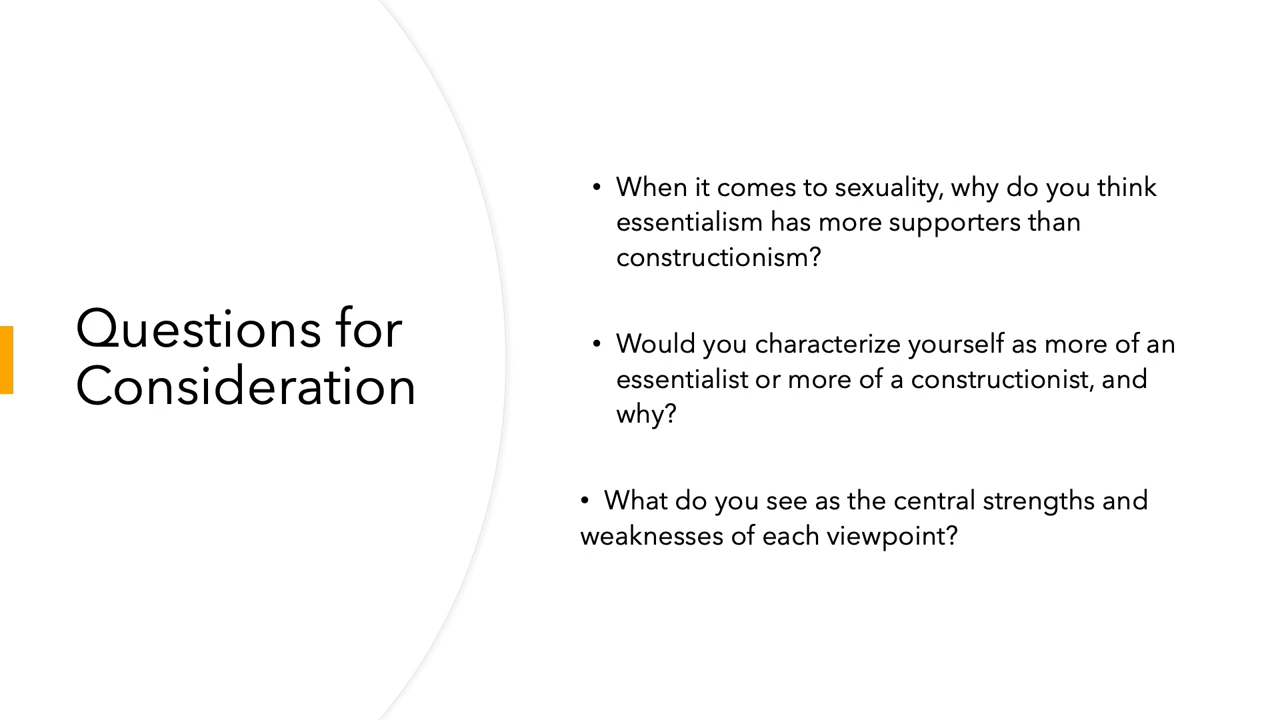 Questions for
Consideration
• When it comes to sexuality, why do you think
essentialism has more supporters than
constructionism?
• Would you characterize yourself as more of an
essentialist or more of a constructionist, and
why?
• What do you see as the central strengths and
weaknesses of each viewpoint?